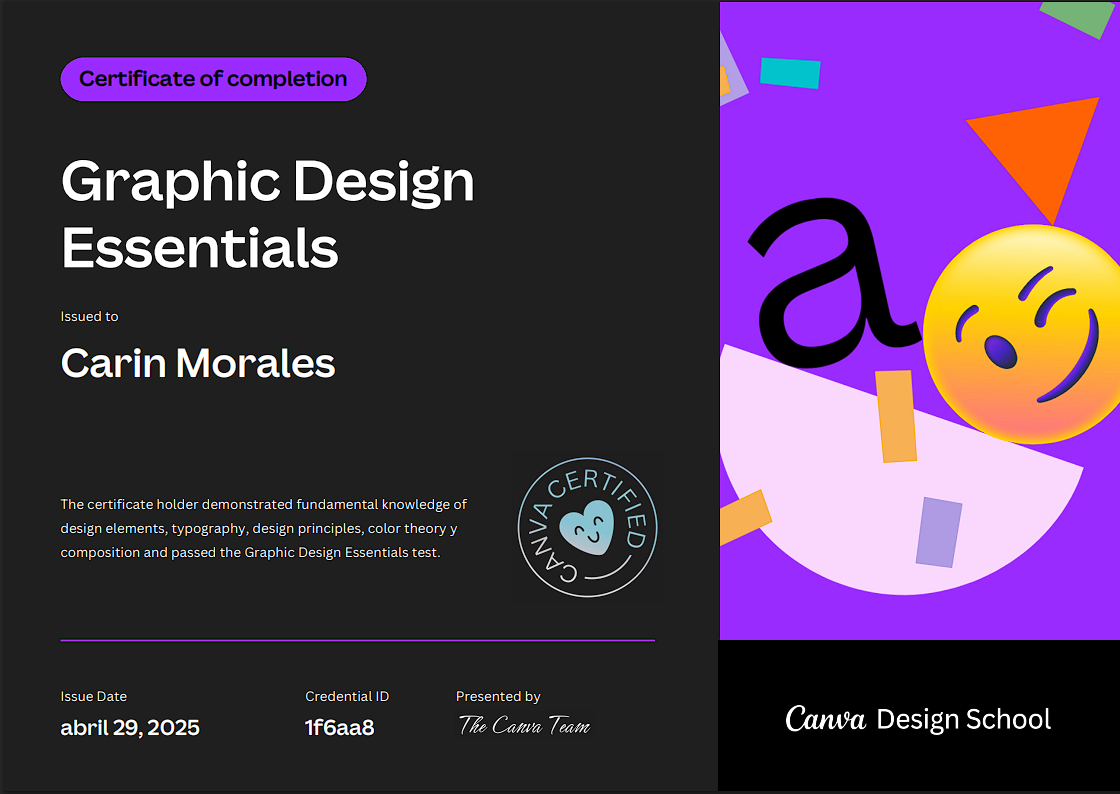 Certificate of completion
Graphic Design
Essentials
Issued to
Carin Morales
The certificate holder demonstrated fundamental knowledge of
design elements, typography, design principles, color theory y
composition and passed the Graphic Design Essentials test.
CANVA CERTIFIED
Issue Date
abril 29, 2025
Credential ID
1f6aa8
Presented by
The Canva Team
a
Canva Design School